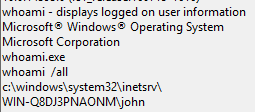 whoami - displays logged on user information
Microsoft® Windows® Operating System
Microsoft Corporation
whoami.exe
whoami /all
c:\windows\system32\inetsrv\
WIN-Q8DJ3PNAONM\john